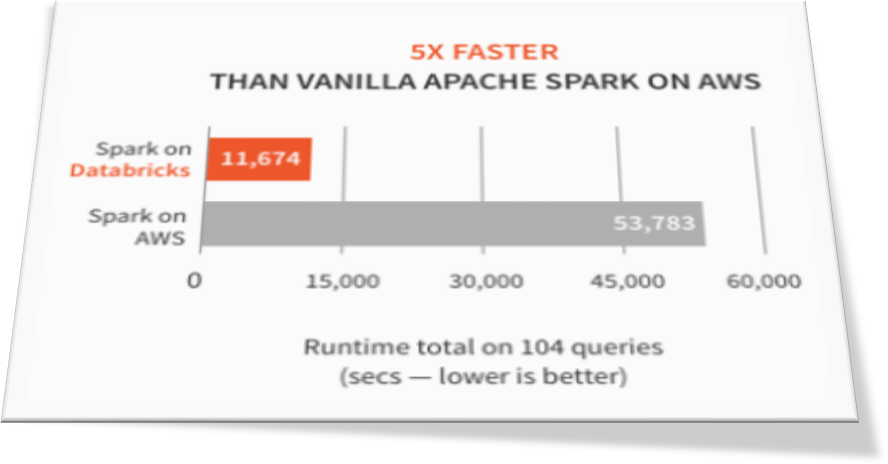 5X FASTER
THAN VANILLA APACHE SPARK ON AWS
Spark on
Databricks
11,674
Spark on
AWS
53,783
0
15,000
30,000
45,000
60,000
Runtime total on 104 queries
(secs — lower is better)